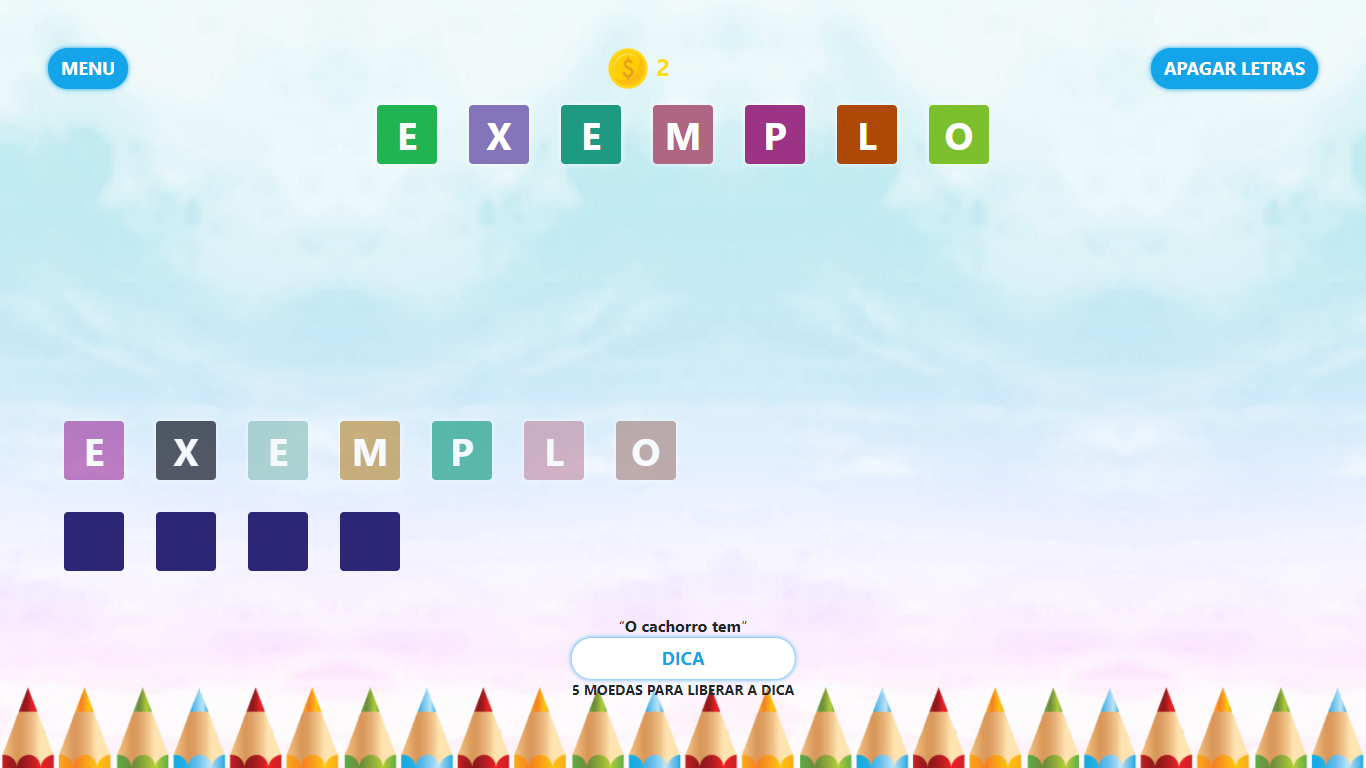 MENU
$ 2
APAGAR LETRAS
E X E M P L O
E X E M P L O
"O cachorro tem"
DICA
5 MOEDAS PARA LIBERAR A DICA